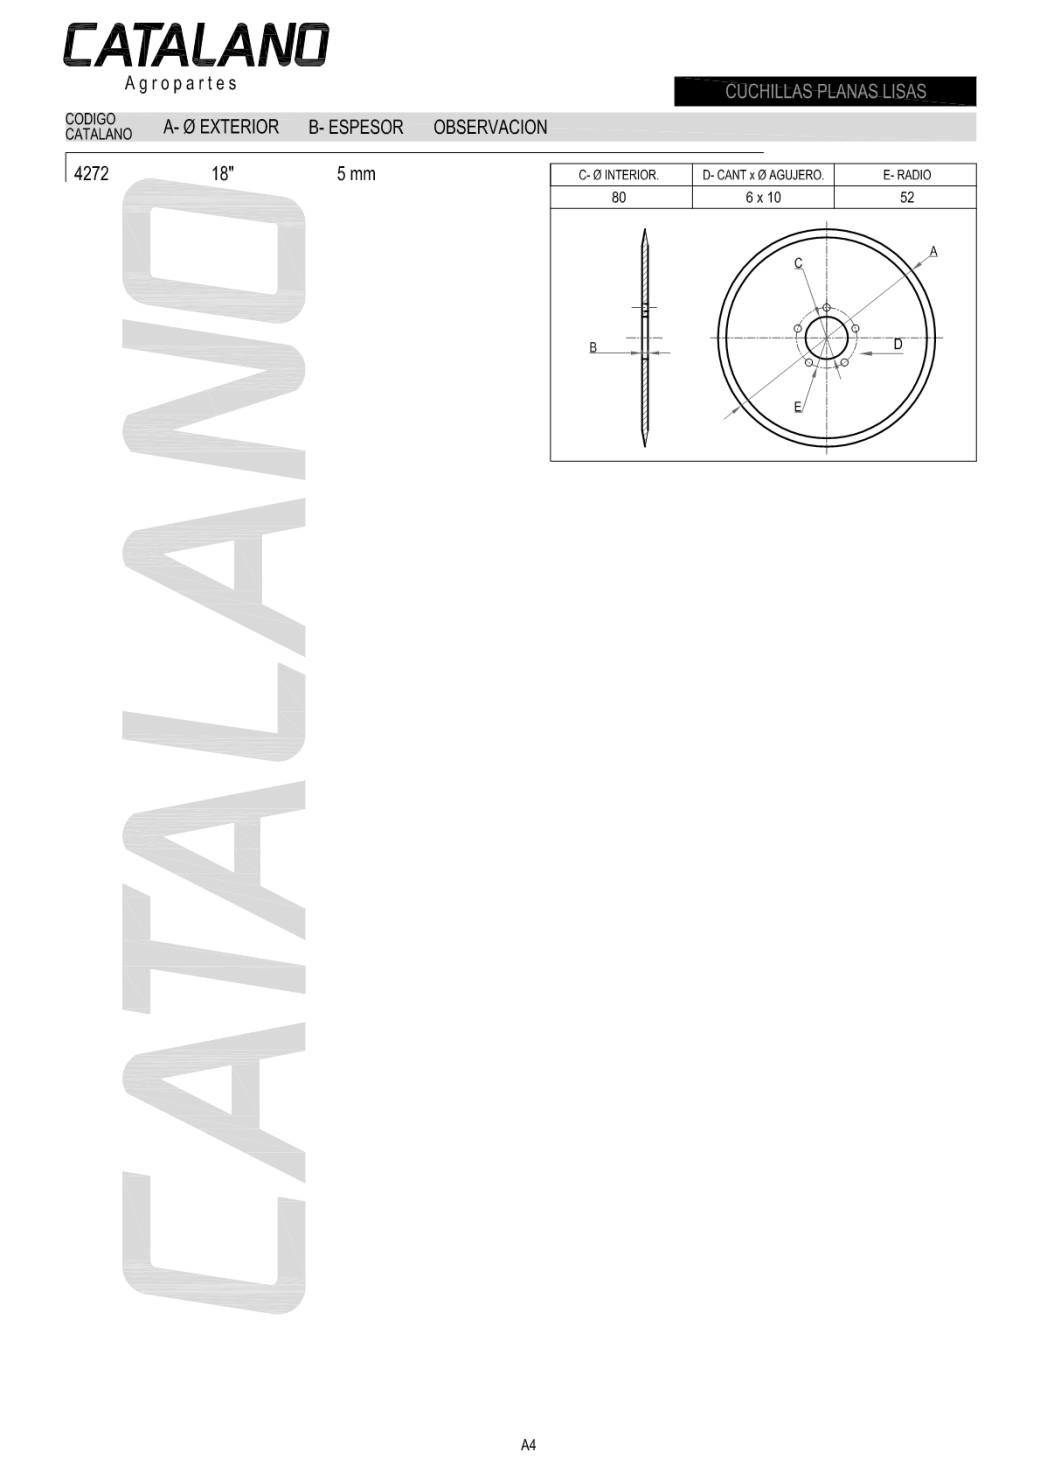 CATALANO
Agropartes
CUCHILLAS PLANAS LISAS
CODIGO
CATALANO
A- Ø EXTERIOR B- ESPESOR OBSERVACION
4272 18" 5 mm
C- Ø INTERIOR. D- CANT x Ø AGUJERO. E- RADIO
80 6 x 10 52
A
C
B
D
E
CATALANO
A4